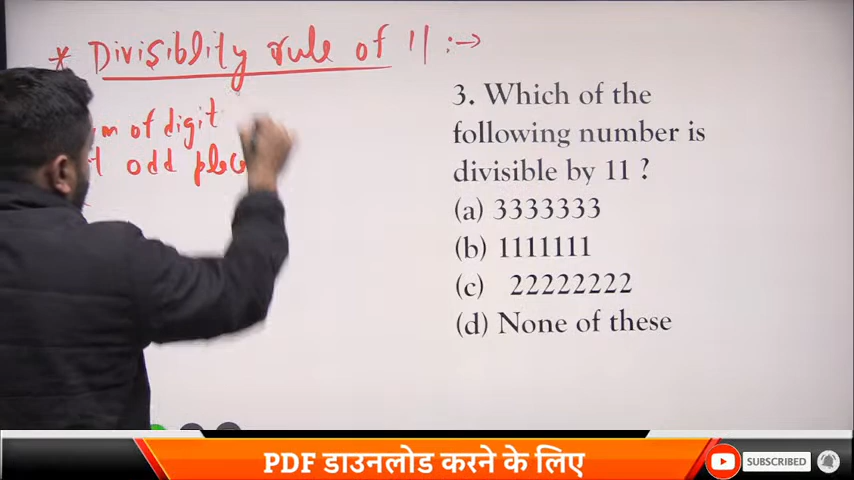 * Divisiblity rule of 11 :→
of digit
odd place
3. Which of the
following number is
divisible by 11 ?
(a) 3333333
(b) 1111111
(c) 22222222
(d) None of these
PDF डाउनलोड करने के लिए
SUBSCRIBED